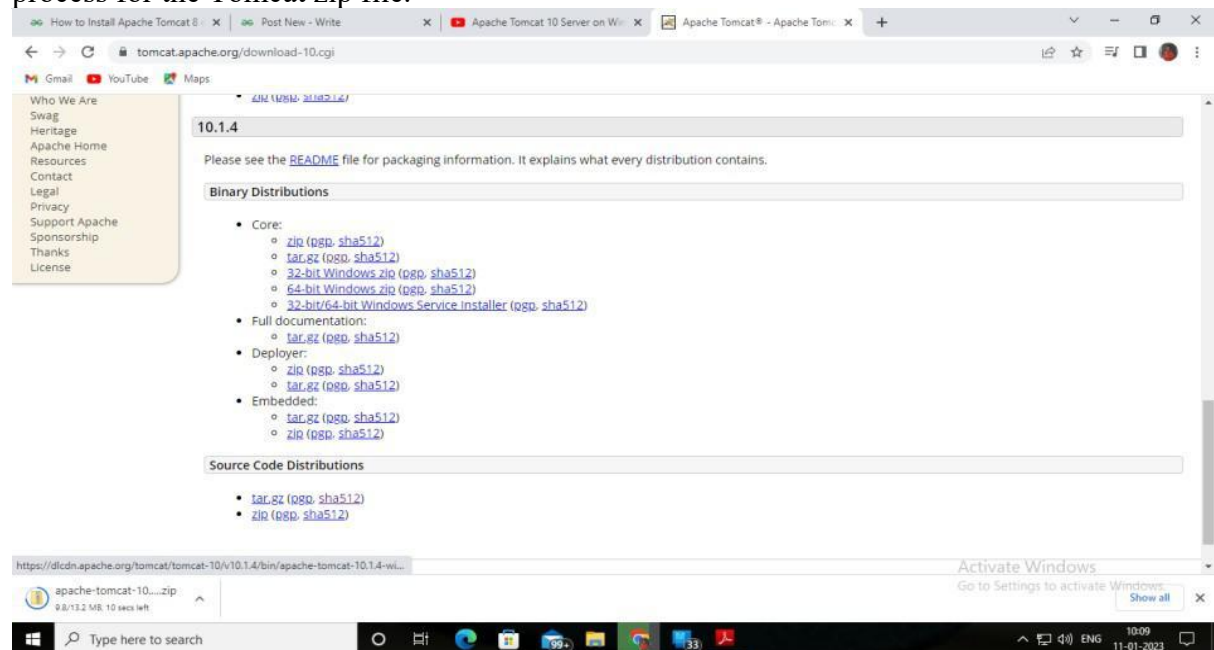 process for the Tomcat zip file.
How to Install Apache Tomcat 8
Post New - Write
Apache Tomcat 10 Server on Wi
Apache Tomcat® - Apache Tomc
tomcat.apache.org/download-10.cgi
Gmail
YouTube
Maps
zip (pgp, sha512)
Who We Are
Swag
Heritage
Apache Home
Resources
Contact
Legal
Privacy
Support Apache
Sponsorship
Thanks
License
10.1.4
Please see the README file for packaging information. It explains what every distribution contains.
Binary Distributions
• Core:
zip (pgp, sha512)
tar.gz (pgp, sha512)
32-bit Windows zip (pgp, sha512)
64-bit Windows zip (pgp, sha512)
32-bit/64-bit Windows Service Installer (pgp, sha512)
• Full documentation:
tar.gz (pgp, sha512)
• Deployer:
zip (pgp, sha512)
tar.gz (pgp, sha512)
• Embedded:
tar.gz (pgp, sha512)
zip (pgp, sha512)
Source Code Distributions
• tar.gz (pgp, sha512)
• zip (pgp, sha512)
https://dlcdn.apache.org/tomcat/tomcat-10/v10.1.4/bin/apache-tomcat-10.1.4-wi...
Activate Windows
Go to Settings to activate Windows.
apache-tomcat-10.....zip
9.8/13.2 MB, 10 secs left
Show all
Type here to search
99+
33
ENG
10:09
11-01-2023